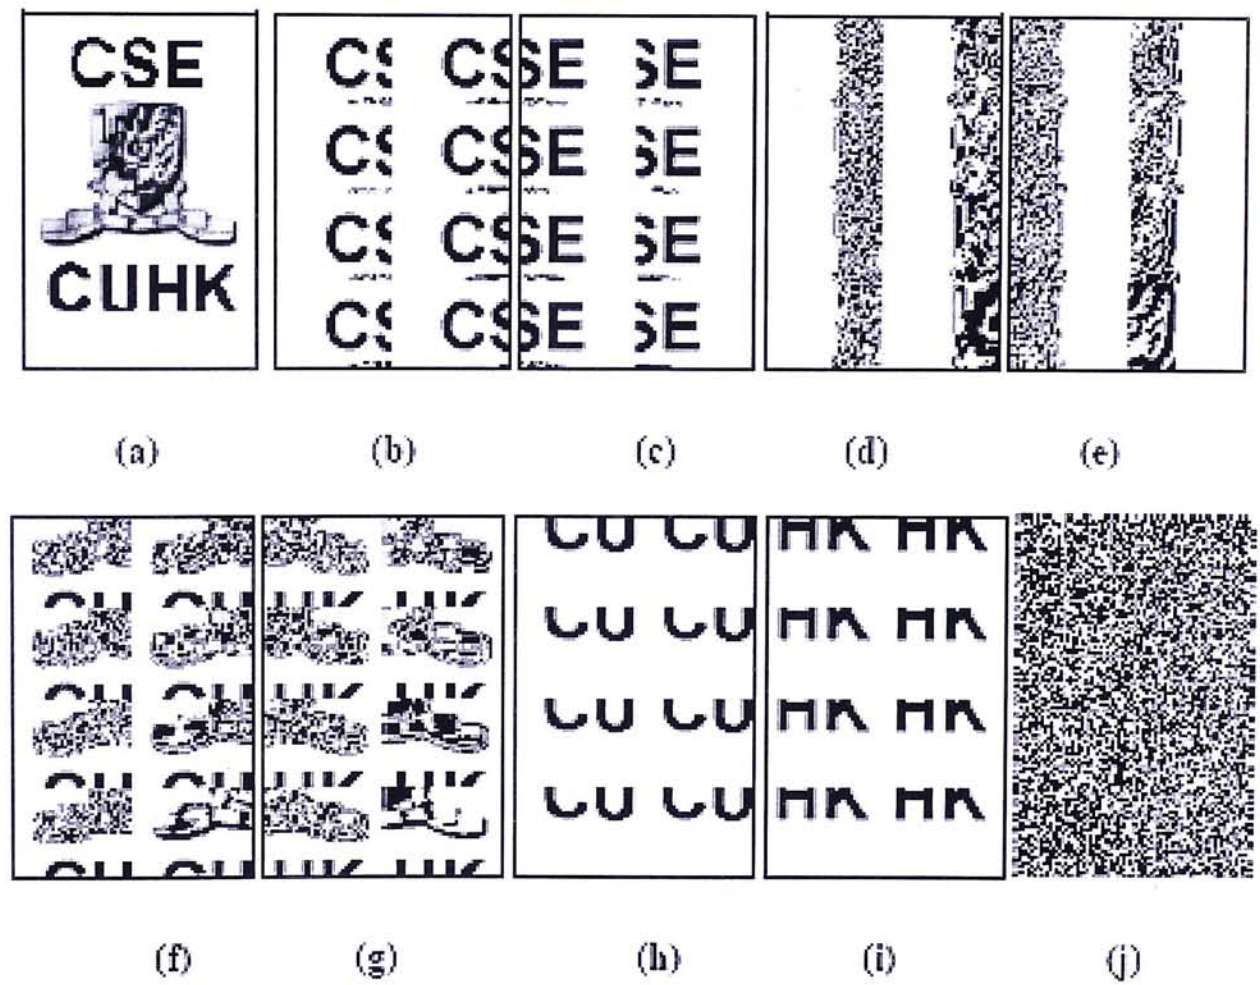 CSE
CUHK
CS CSE SE
CS CSE SE
CS CSE SE
CS CSE SE
(a) (b) (c) (d) (e)
CU CU HK HK
CU CU HK HK
CU CU HK HK
CU CU HK HK
(f) (g) (h) (i) (j)